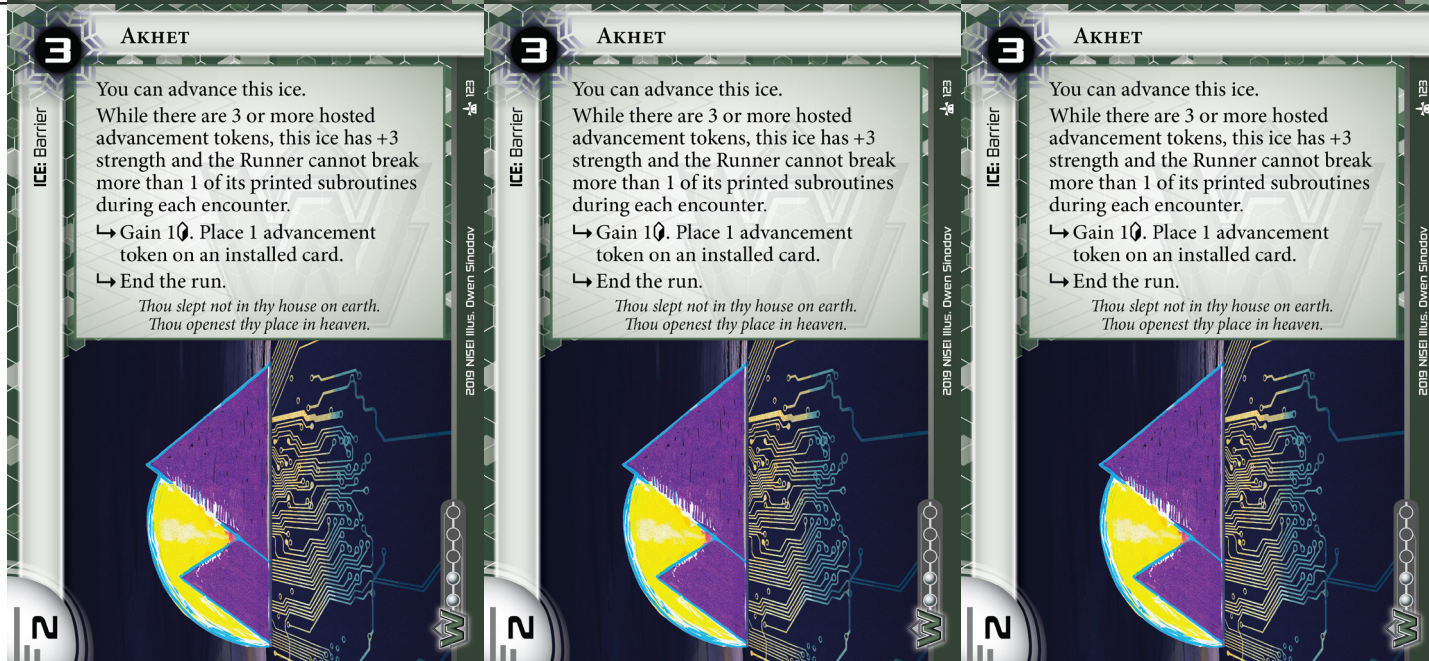 3 AKHET
You can advance this ice.
While there are 3 or more hosted
advancement tokens, this ice has +3
strength and the Runner cannot break
more than 1 of its printed subroutines
during each encounter.
↳ Gain 1. Place 1 advancement
token on an installed card.
↳ End the run.
Thou slept not in thy house on earth.
Thou openest thy place in heaven.
ICE: Barrier
123
2019 NISEI Illus. Owen Sinodov
2
3 AKHET
You can advance this ice.
While there are 3 or more hosted
advancement tokens, this ice has +3
strength and the Runner cannot break
more than 1 of its printed subroutines
during each encounter.
↳ Gain 1. Place 1 advancement
token on an installed card.
↳ End the run.
Thou slept not in thy house on earth.
Thou openest thy place in heaven.
ICE: Barrier
123
2019 NISEI Illus. Owen Sinodov
2
3 AKHET
You can advance this ice.
While there are 3 or more hosted
advancement tokens, this ice has +3
strength and the Runner cannot break
more than 1 of its printed subroutines
during each encounter.
↳ Gain 1. Place 1 advancement
token on an installed card.
↳ End the run.
Thou slept not in thy house on earth.
Thou openest thy place in heaven.
ICE: Barrier
123
2019 NISEI Illus. Owen Sinodov
2